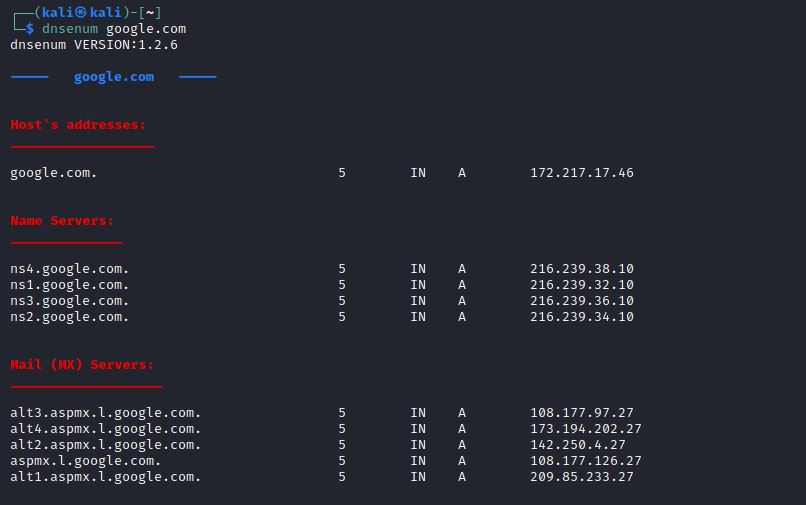 ┌──(kali㉿kali)-[~]
└─$ dnsenum google.com
dnsenum VERSION:1.2.6
----- google.com -----
Host's addresses:
google.com. 5 IN A 172.217.17.46
Name Servers:
ns4.google.com. 5 IN A 216.239.38.10
ns1.google.com. 5 IN A 216.239.32.10
ns3.google.com. 5 IN A 216.239.36.10
ns2.google.com. 5 IN A 216.239.34.10
Mail (MX) Servers:
alt3.aspmx.l.google.com. 5 IN A 108.177.97.27
alt4.aspmx.l.google.com. 5 IN A 173.194.202.27
alt2.aspmx.l.google.com. 5 IN A 142.250.4.27
aspmx.l.google.com. 5 IN A 108.177.126.27
alt1.aspmx.l.google.com. 5 IN A 209.85.233.27